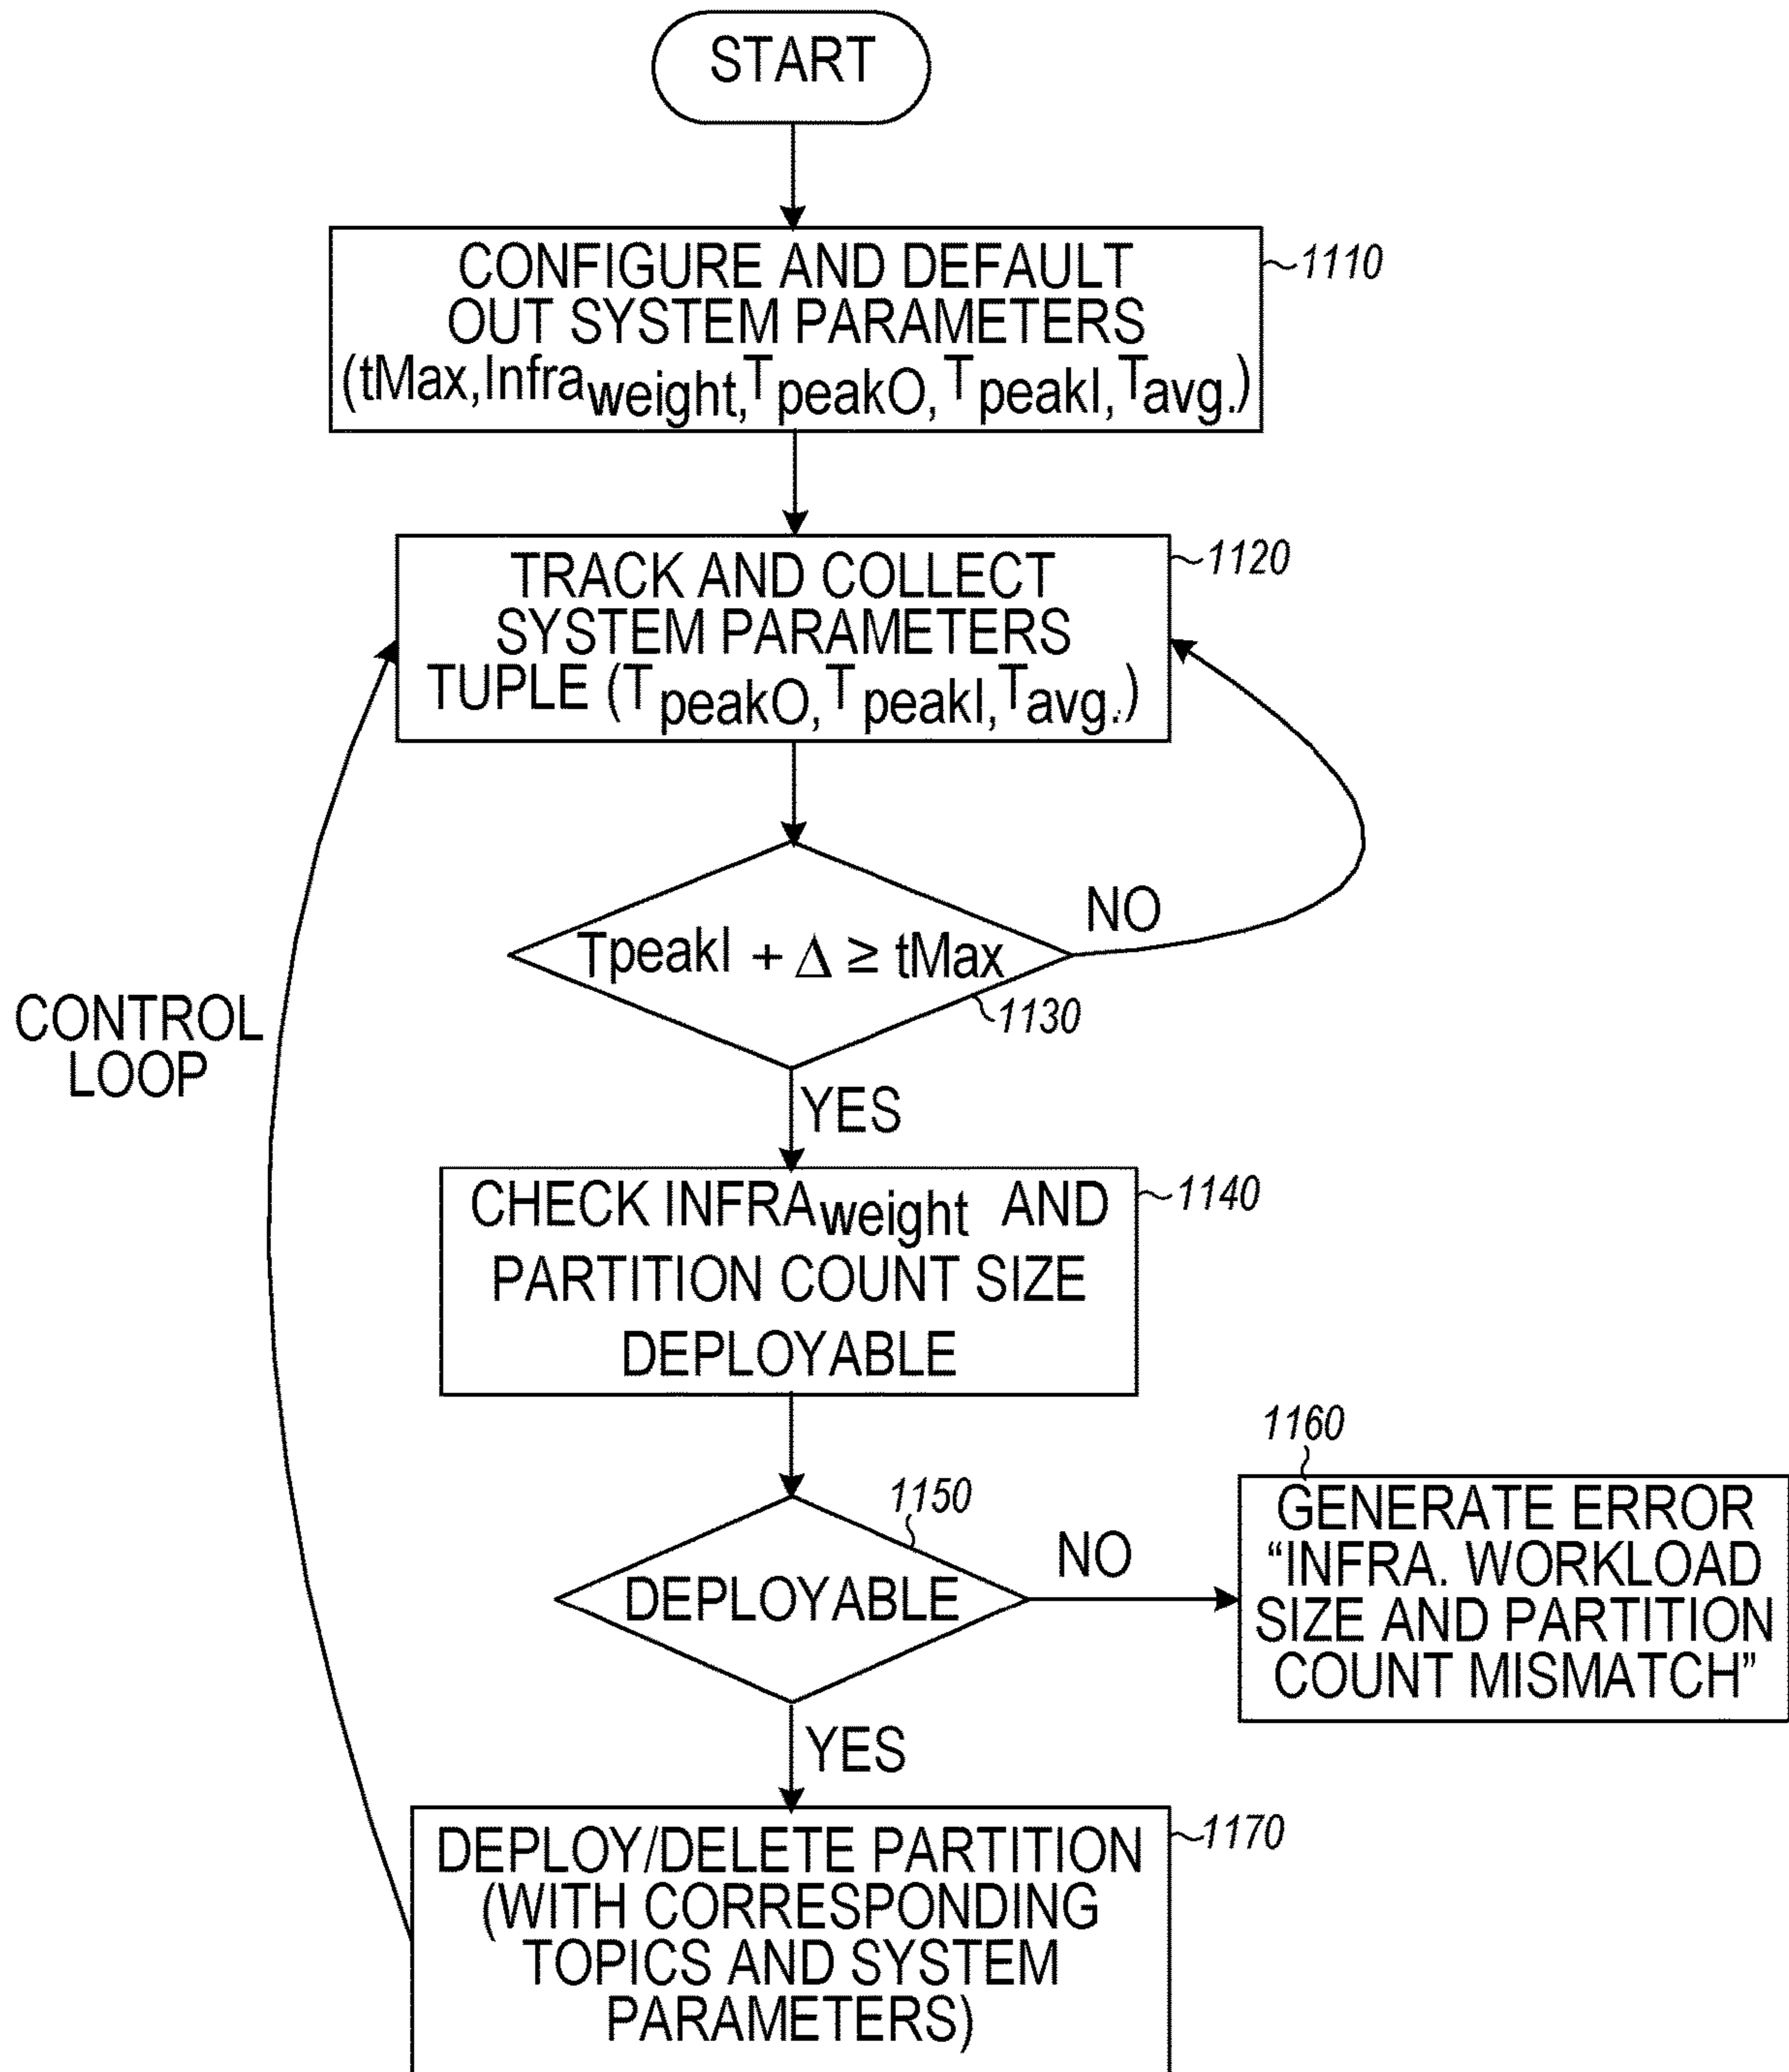 START
CONFIGURE AND DEFAULT
OUT SYSTEM PARAMETERS
(tMax,Infraweight,TpeakO, TpeakI,Tavg.)
1110
TRACK AND COLLECT
SYSTEM PARAMETERS
TUPLE (TpeakO, TpeakI,Tavg.)
1120
TpeakI + Δ ≥ tMax
1130
NO
YES
CONTROL
LOOP
CHECK INFRAweight AND
PARTITION COUNT SIZE
DEPLOYABLE
1140
DEPLOYABLE
1150
NO
1160
GENERATE ERROR
“INFRA. WORKLOAD
SIZE AND PARTITION
COUNT MISMATCH”
YES
DEPLOY/DELETE PARTITION
(WITH CORRESPONDING
TOPICS AND SYSTEM
PARAMETERS)
1170